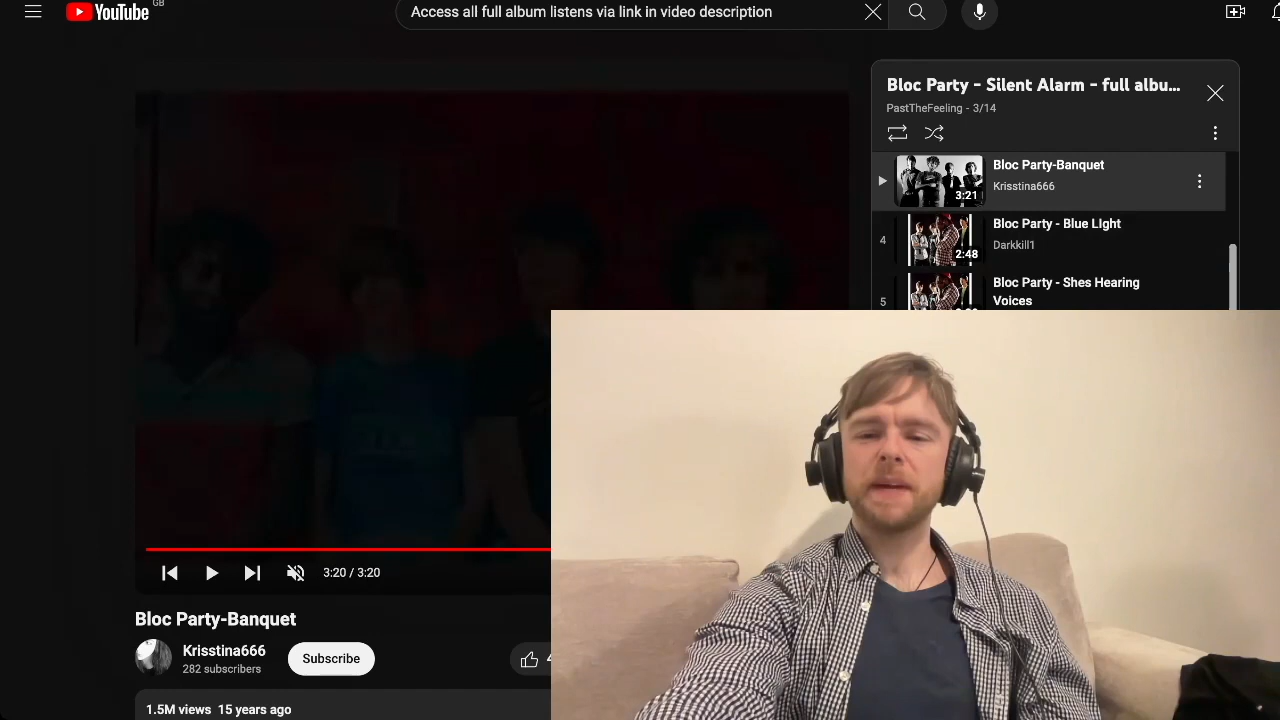 GB
YouTube
Access all full album listens via link in video description
Bloc Party - Silent Alarm - full albu...
PastTheFeeling - 3/14
Bloc Party-Banquet
Krisstina666
3:21
4
Bloc Party - Blue LIght
Darkkill1
2:48
5
Bloc Party - Shes Hearing
Voices
3:20 / 3:20
Bloc Party-Banquet
Krisstina666
282 subscribers
Subscribe
1.5M views 15 years ago